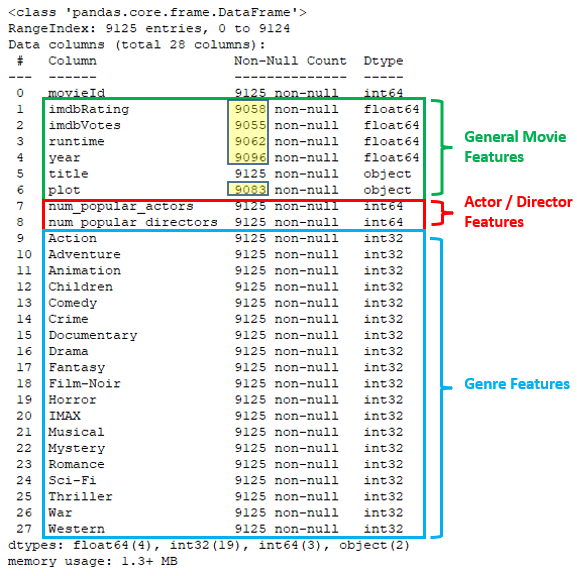 <class 'pandas.core.frame.DataFrame'>
RangeIndex: 9125 entries, 0 to 9124
Data columns (total 28 columns):
#   Column   Non-Null Count   Dtype
---  ------  --------------  -----
0   movieId   9125 non-null   int64
1   imdbRating   9058 non-null   float64
2   imdbVotes   9055 non-null   float64
3   runtime   9062 non-null   float64
4   year   9096 non-null   float64
5   title   9125 non-null   object
6   plot   9083 non-null   object
General Movie
Features
7   num_popular_actors   9125 non-null   int64
8   num_popular_directors   9125 non-null   int64
Actor / Director
Features
9   Action   9125 non-null   int32
10   Adventure   9125 non-null   int32
11   Animation   9125 non-null   int32
12   Children   9125 non-null   int32
13   Comedy   9125 non-null   int32
14   Crime   9125 non-null   int32
15   Documentary   9125 non-null   int32
16   Drama   9125 non-null   int32
17   Fantasy   9125 non-null   int32
18   Film-Noir   9125 non-null   int32
19   Horror   9125 non-null   int32
20   IMAX   9125 non-null   int32
21   Musical   9125 non-null   int32
22   Mystery   9125 non-null   int32
23   Romance   9125 non-null   int32
24   Sci-Fi   9125 non-null   int32
25   Thriller   9125 non-null   int32
26   War   9125 non-null   int32
27   Western   9125 non-null   int32
Genre Features
dtypes: float64(4), int32(19), int64(3), object(2)
memory usage: 1.3+ MB